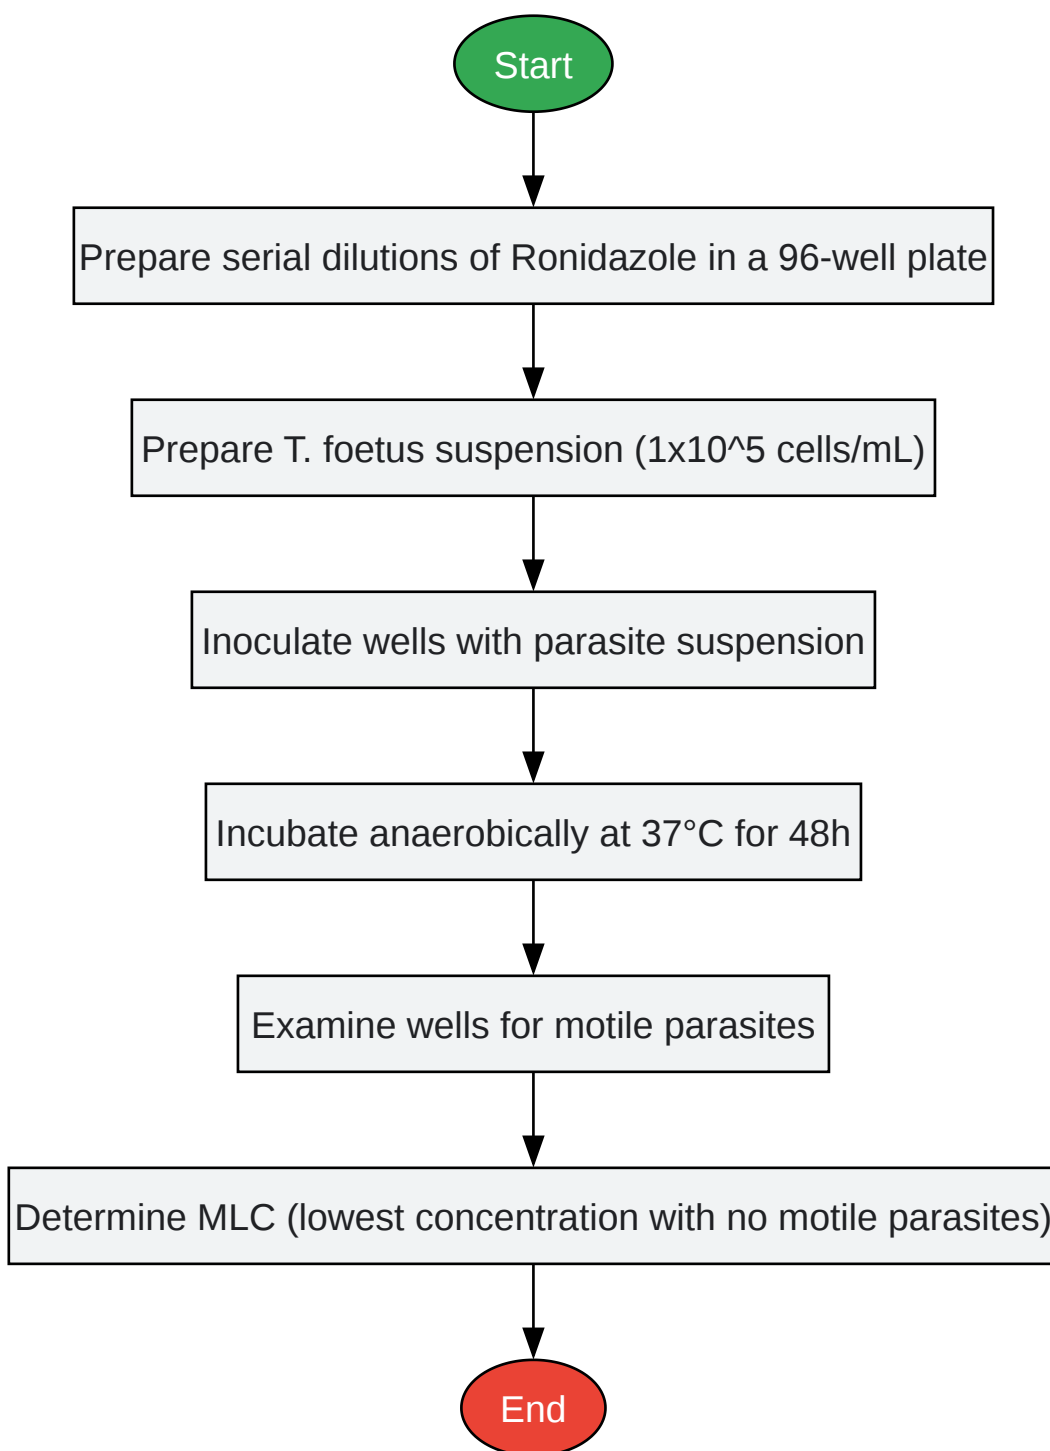 Start
Prepare serial dilutions of Ronidazole in a 96-well plate
Prepare T. foetus suspension (1x10^5 cells/mL)
Inoculate wells with parasite suspension
Incubate anaerobically at 37°C for 48h
Examine wells for motile parasites
Determine MLC (lowest concentration with no motile parasites)
End